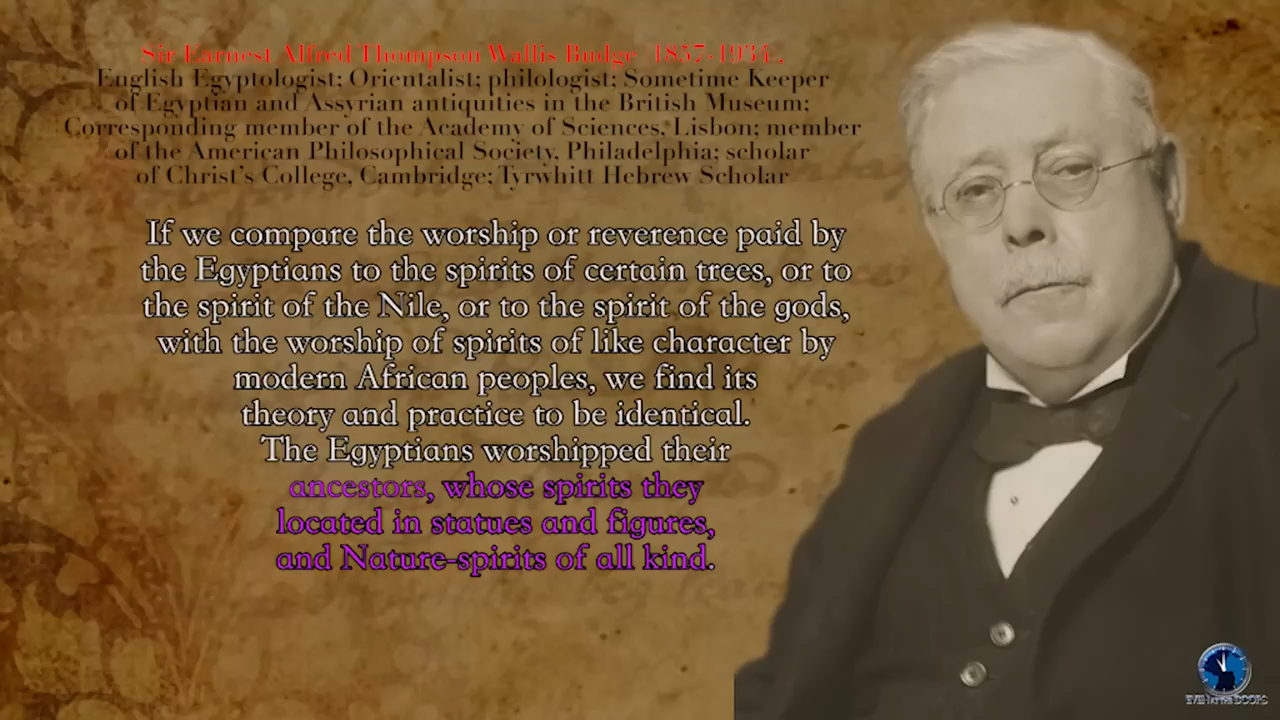 Sir Earnest Alfred Thompson Wallis Budge (1857-1934),
English Egyptologist; Orientalist; philologist; Sometime Keeper
of Egyptian and Assyrian antiquities in the British Museum;
Corresponding member of the Academy of Sciences, Lisbon; member
of the American Philosophical Society, Philadelphia; scholar
of Christ's College, Cambridge; Tyrwhitt Hebrew Scholar
If we compare the worship or reverence paid by
the Egyptians to the spirits of certain trees, or to
the spirit of the Nile, or to the spirit of the gods,
with the worship of spirits of like character by
modern African peoples, we find its
theory and practice to be identical.
The Egyptians worshipped their
ancestors, whose spirits they
located in statues and figures,
and Nature-spirits of all kind.
EVEN AT THE DOORS